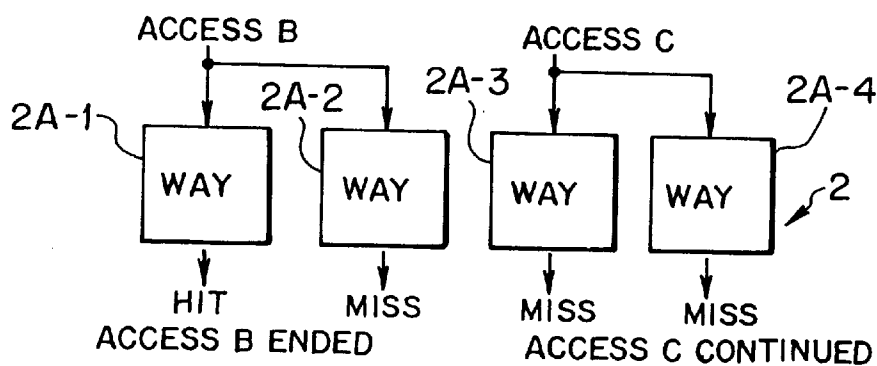 ACCESS B
ACCESS C
2A-1
2A-2
2A-3
2A-4
WAY
WAY
WAY
WAY
2
HIT
MISS
MISS
MISS
ACCESS B ENDED
ACCESS C CONTINUED